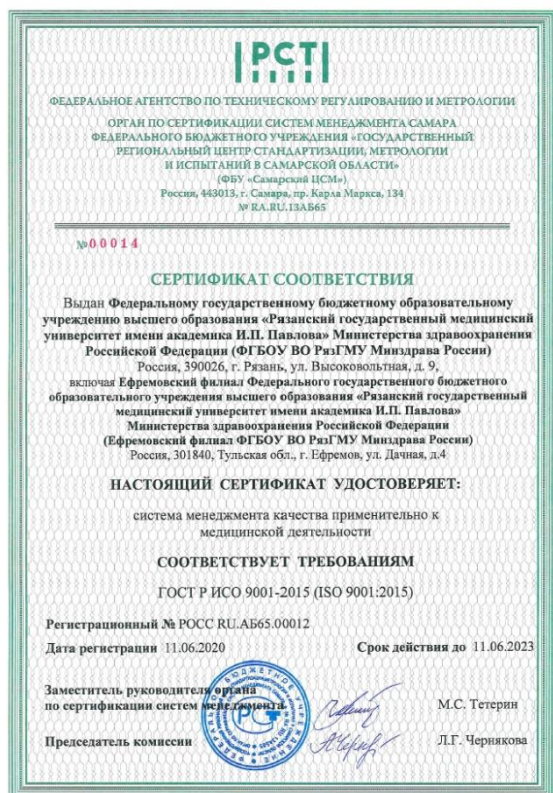 РСТ
ФЕДЕРАЛЬНОЕ АГЕНТСТВО ПО ТЕХНИЧЕСКОМУ РЕГУЛИРОВАНИЮ И МЕТРОЛОГИИ
ОРГАН ПО СЕРТИФИКАЦИИ СИСТЕМ МЕНЕДЖМЕНТА САМАРА
ФЕДЕРАЛЬНОГО БЮДЖЕТНОГО УЧРЕЖДЕНИЯ «ГОСУДАРСТВЕННЫЙ
РЕГИОНАЛЬНЫЙ ЦЕНТР СТАНДАРТИЗАЦИИ, МЕТРОЛОГИИ
И ИСПЫТАНИЙ В САМАРСКОЙ ОБЛАСТИ»
(ФБУ «Самарский ЦСМ»)
Россия, 443013, г. Самара, пр. Карла Маркса, 134
№ RA.RU.13АБ65
№00014
СЕРТИФИКАТ СООТВЕТСТВИЯ
Выдан Федеральному государственному бюджетному образовательному
учреждению высшего образования «Рязанский государственный медицинский
университет имени академика И.П. Павлова» Министерства здравоохранения
Российской Федерации (ФГБОУ ВО РязГМУ Минздрава России)
Россия, 390026, г. Рязань, ул. Высоковольтная, д. 9,
включая Ефремовский филиал Федерального государственного бюджетного
образовательного учреждения высшего образования «Рязанский государственный
медицинский университет имени академика И.П. Павлова»
Министерства здравоохранения Российской Федерации
(Ефремовский филиал ФГБОУ ВО РязГМУ Минздрава России)
Россия, 301840, Тульская обл., г. Ефремов, ул. Дачная, д.4
НАСТОЯЩИЙ СЕРТИФИКАТ УДОСТОВЕРЯЕТ:
система менеджмента качества применительно к
медицинской деятельности
СООТВЕТСТВУЕТ ТРЕБОВАНИЯМ
ГОСТ Р ИСО 9001-2015 (ISO 9001:2015)
Регистрационный № РОСС RU.АБ65.00012
Дата регистрации 11.06.2020 Срок действия до 11.06.2023
Заместитель руководителя органа
по сертификации систем менеджмента М.С. Тетерин
Председатель комиссии Л.Г. Чернякова
РСТ